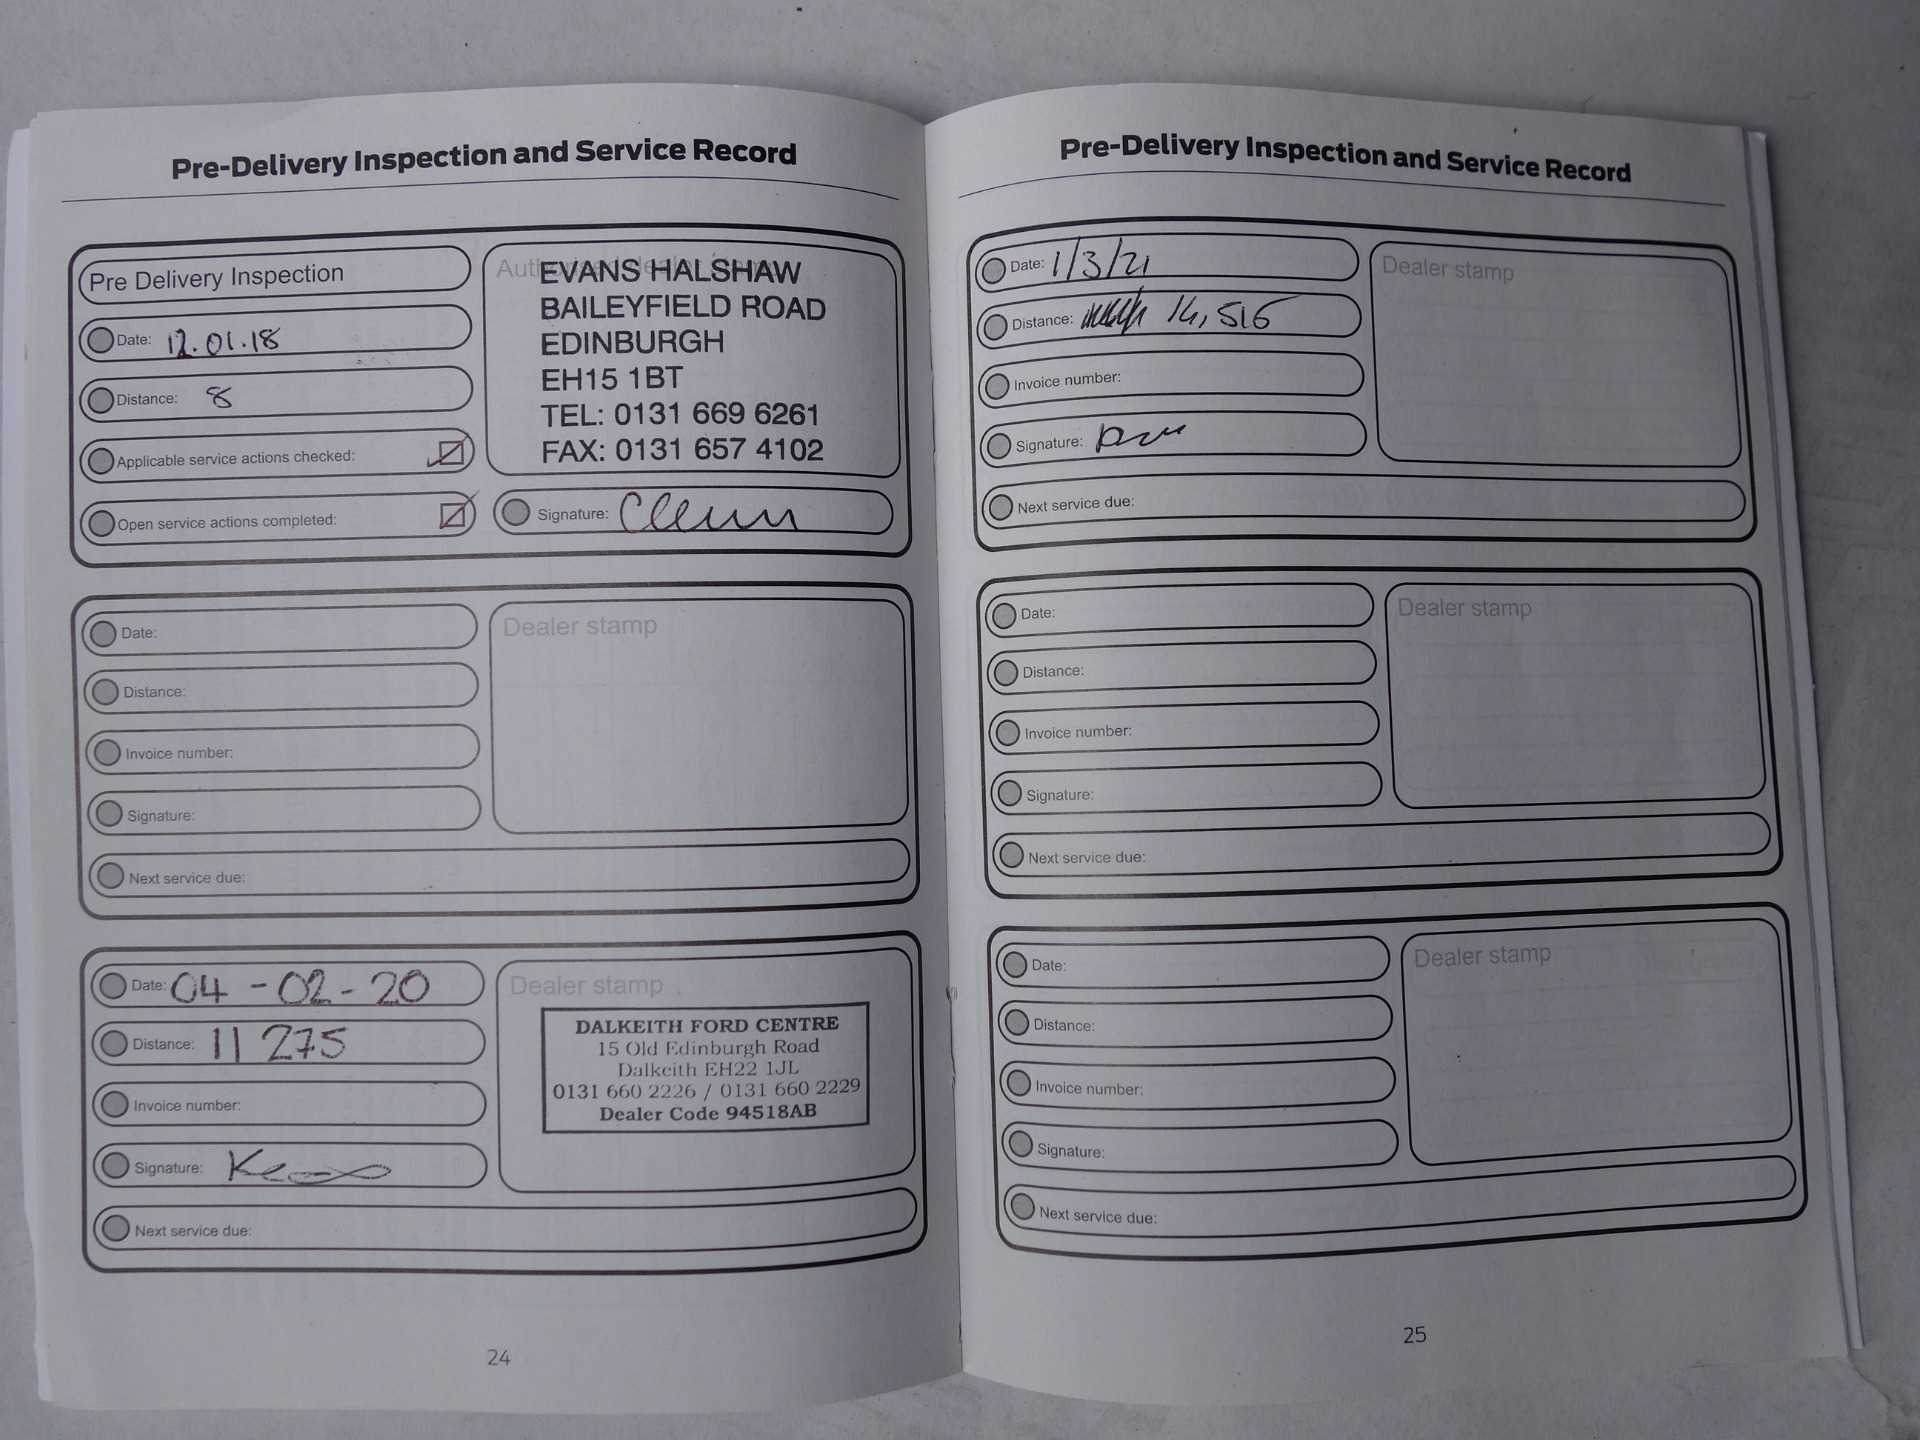 Pre-Delivery Inspection and Service Record
Pre Delivery Inspection
Date: 12.01.18
Distance: 8
Applicable service actions checked:
Open service actions completed:
EVANS HALSHAW
BAILEYFIELD ROAD
EDINBURGH
EH15 1BT
TEL: 0131 669 6261
FAX: 0131 657 4102
Signature:
Date:
Distance:
Invoice number:
Signature:
Next service due:
Dealer stamp
Date: 04-02-20
Distance: 11 275
Invoice number:
Signature:
Next service due:
Dealer stamp
DALKEITH FORD CENTRE
15 Old Edinburgh Road
Dalkeith EH22 1JL
0131 660 2226 / 0131 660 2229
Dealer Code 94518AB
24
Pre-Delivery Inspection and Service Record
Date: 1/3/21
Distance: 14,516
Invoice number:
Signature:
Next service due:
Dealer stamp
Date:
Distance:
Invoice number:
Signature:
Next service due:
Dealer stamp
Date:
Distance:
Invoice number:
Signature:
Next service due:
Dealer stamp
25